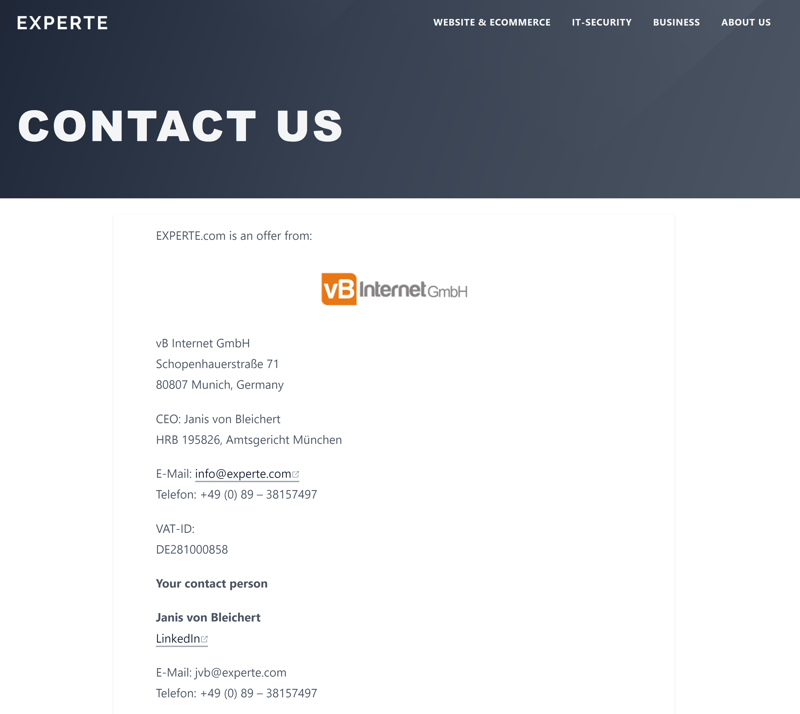 EXPERTE
WEBSITE & ECOMMERCE IT-SECURITY BUSINESS ABOUT US
CONTACT US
EXPERTE.com is an offer from:
vB Internet GmbH
vB Internet GmbH
Schopenhauerstraße 71
80807 Munich, Germany
CEO: Janis von Bleichert
HRB 195826, Amtsgericht München
E-Mail: info@experte.com
Telefon: +49 (0) 89 – 38157497
VAT-ID:
DE281000858
Your contact person
Janis von Bleichert
LinkedIn
E-Mail: jvb@experte.com
Telefon: +49 (0) 89 – 38157497